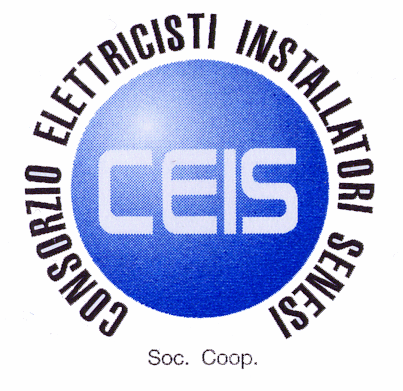 CONSORZIO ELETTRICISTI INSTALLATORI SENESI
CEIS
Soc. Coop.